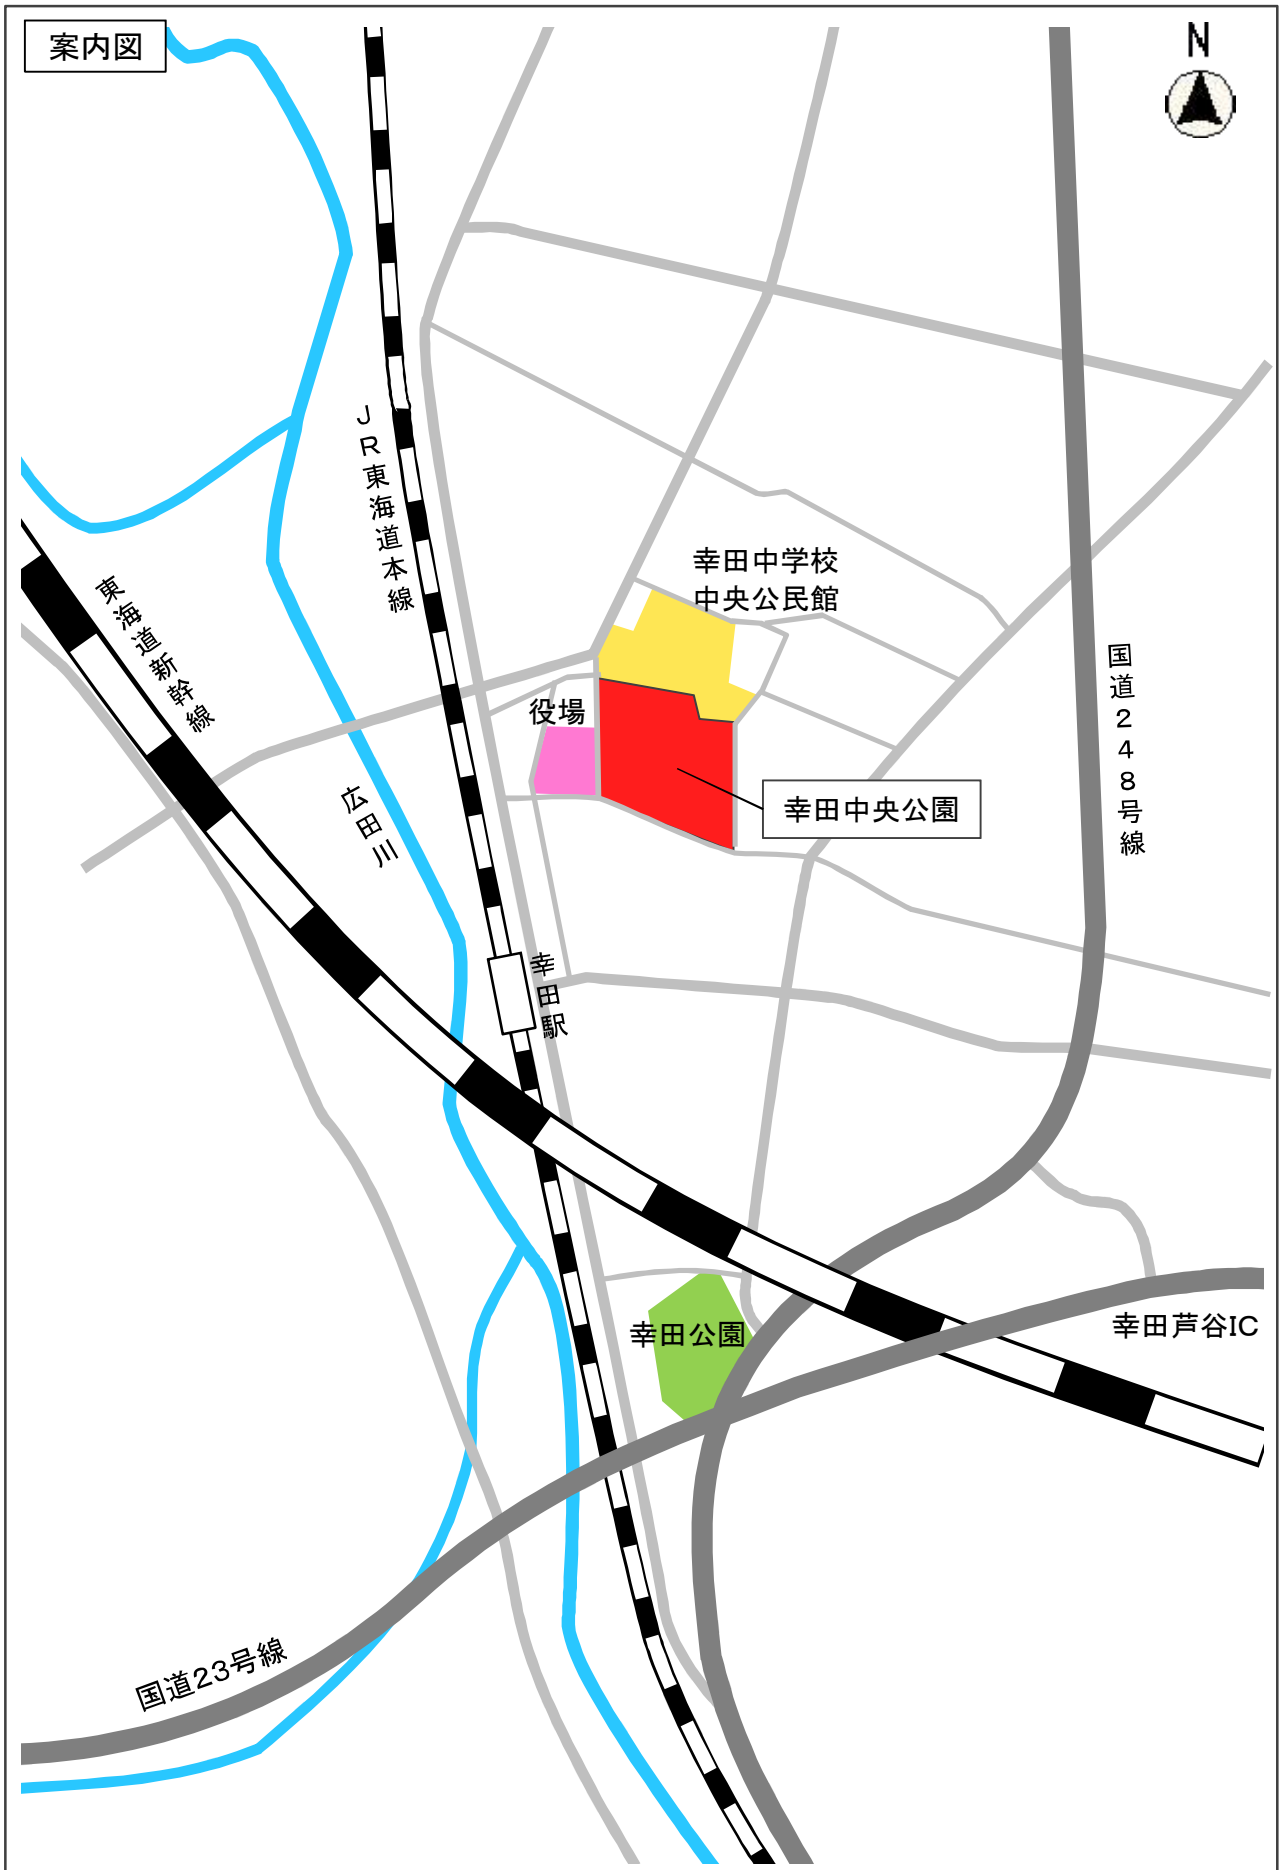 案内図
N
JR東海道本線
東海道新幹線
幸田中学校
中央公民館
国道248号線
役場
幸田中央公園
広田川
幸田駅
幸田公園
幸田芦谷IC
国道23号線